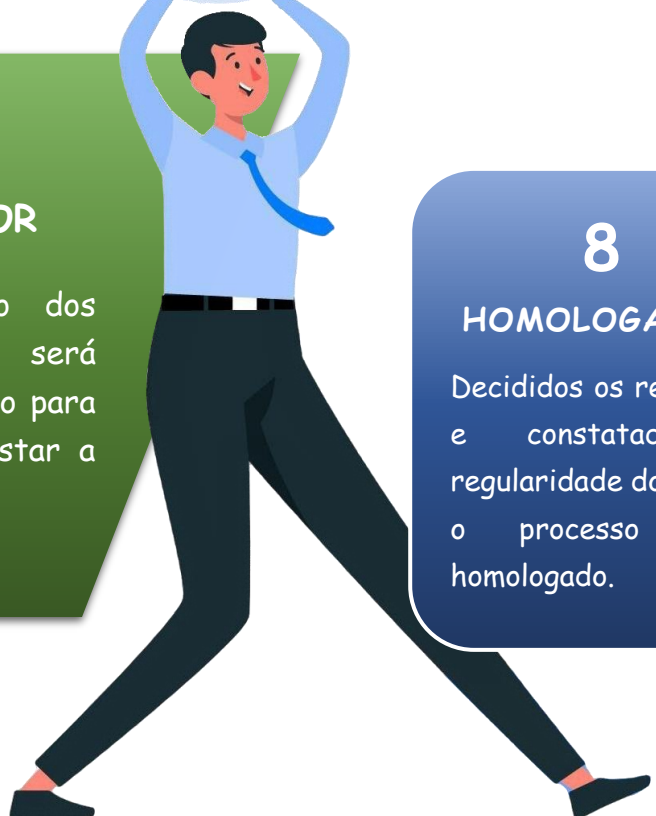 OR
o dos
será
o para
star a
8
HOMOLOGA
Decididos os re
e constatac
regularidade do
o processo
homologado.